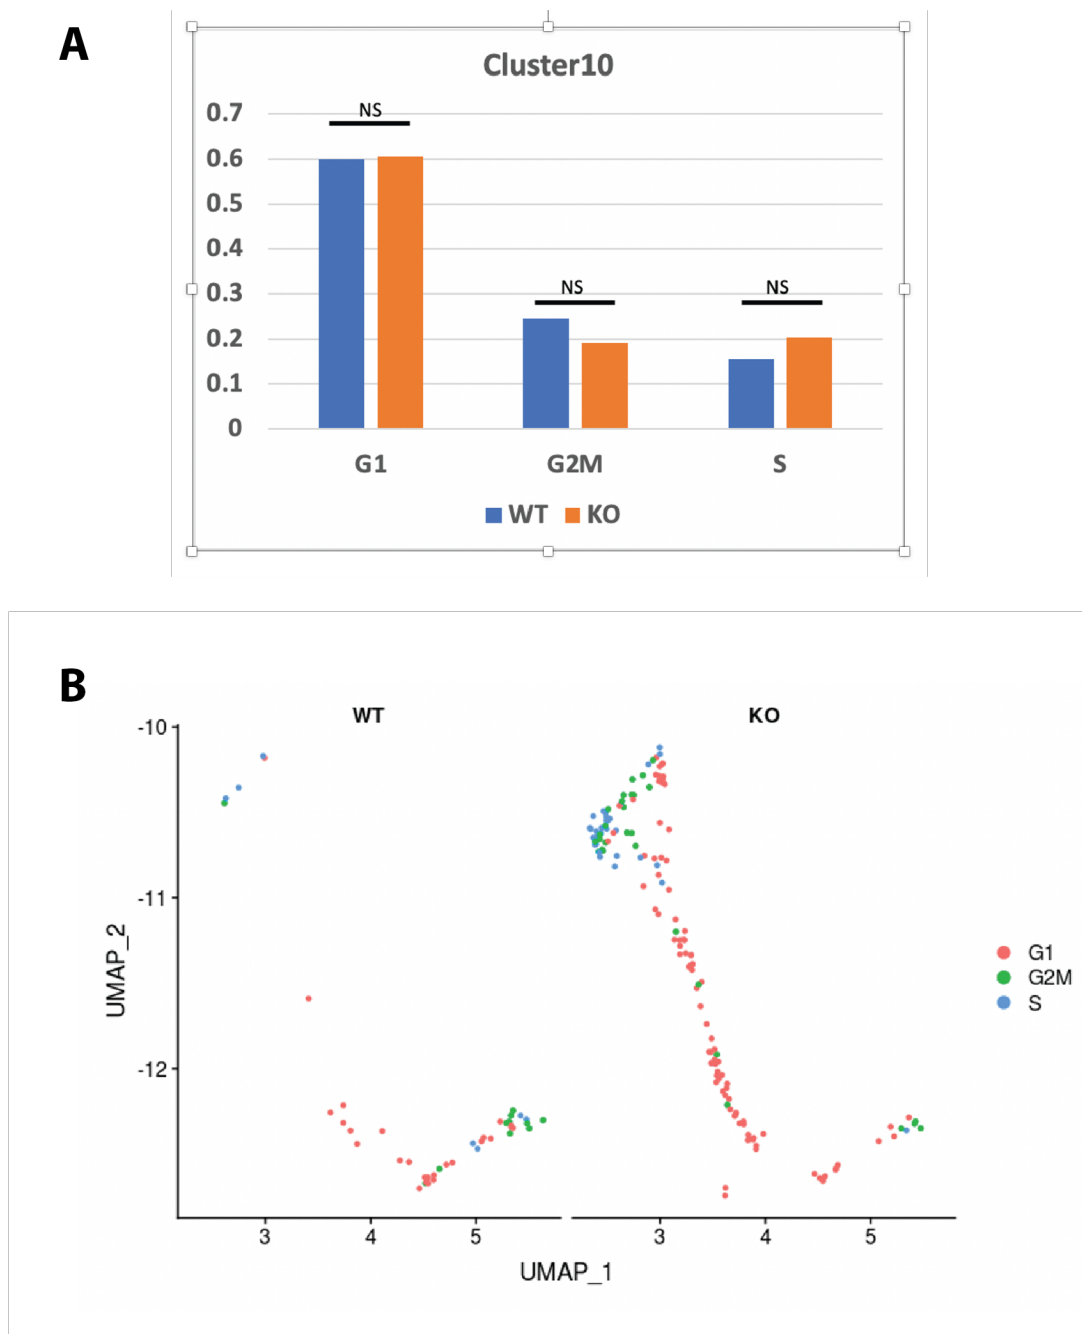 A
Cluster10
0.7
0.6
0.5
0.4
0.3
0.2
0.1
0
NS
NS
NS
G1 G2M S
WT KO
B
WT KO
-10
-11
-12
UMAP_2
3 4 5 3 4 5
UMAP_1
G1
G2M
S